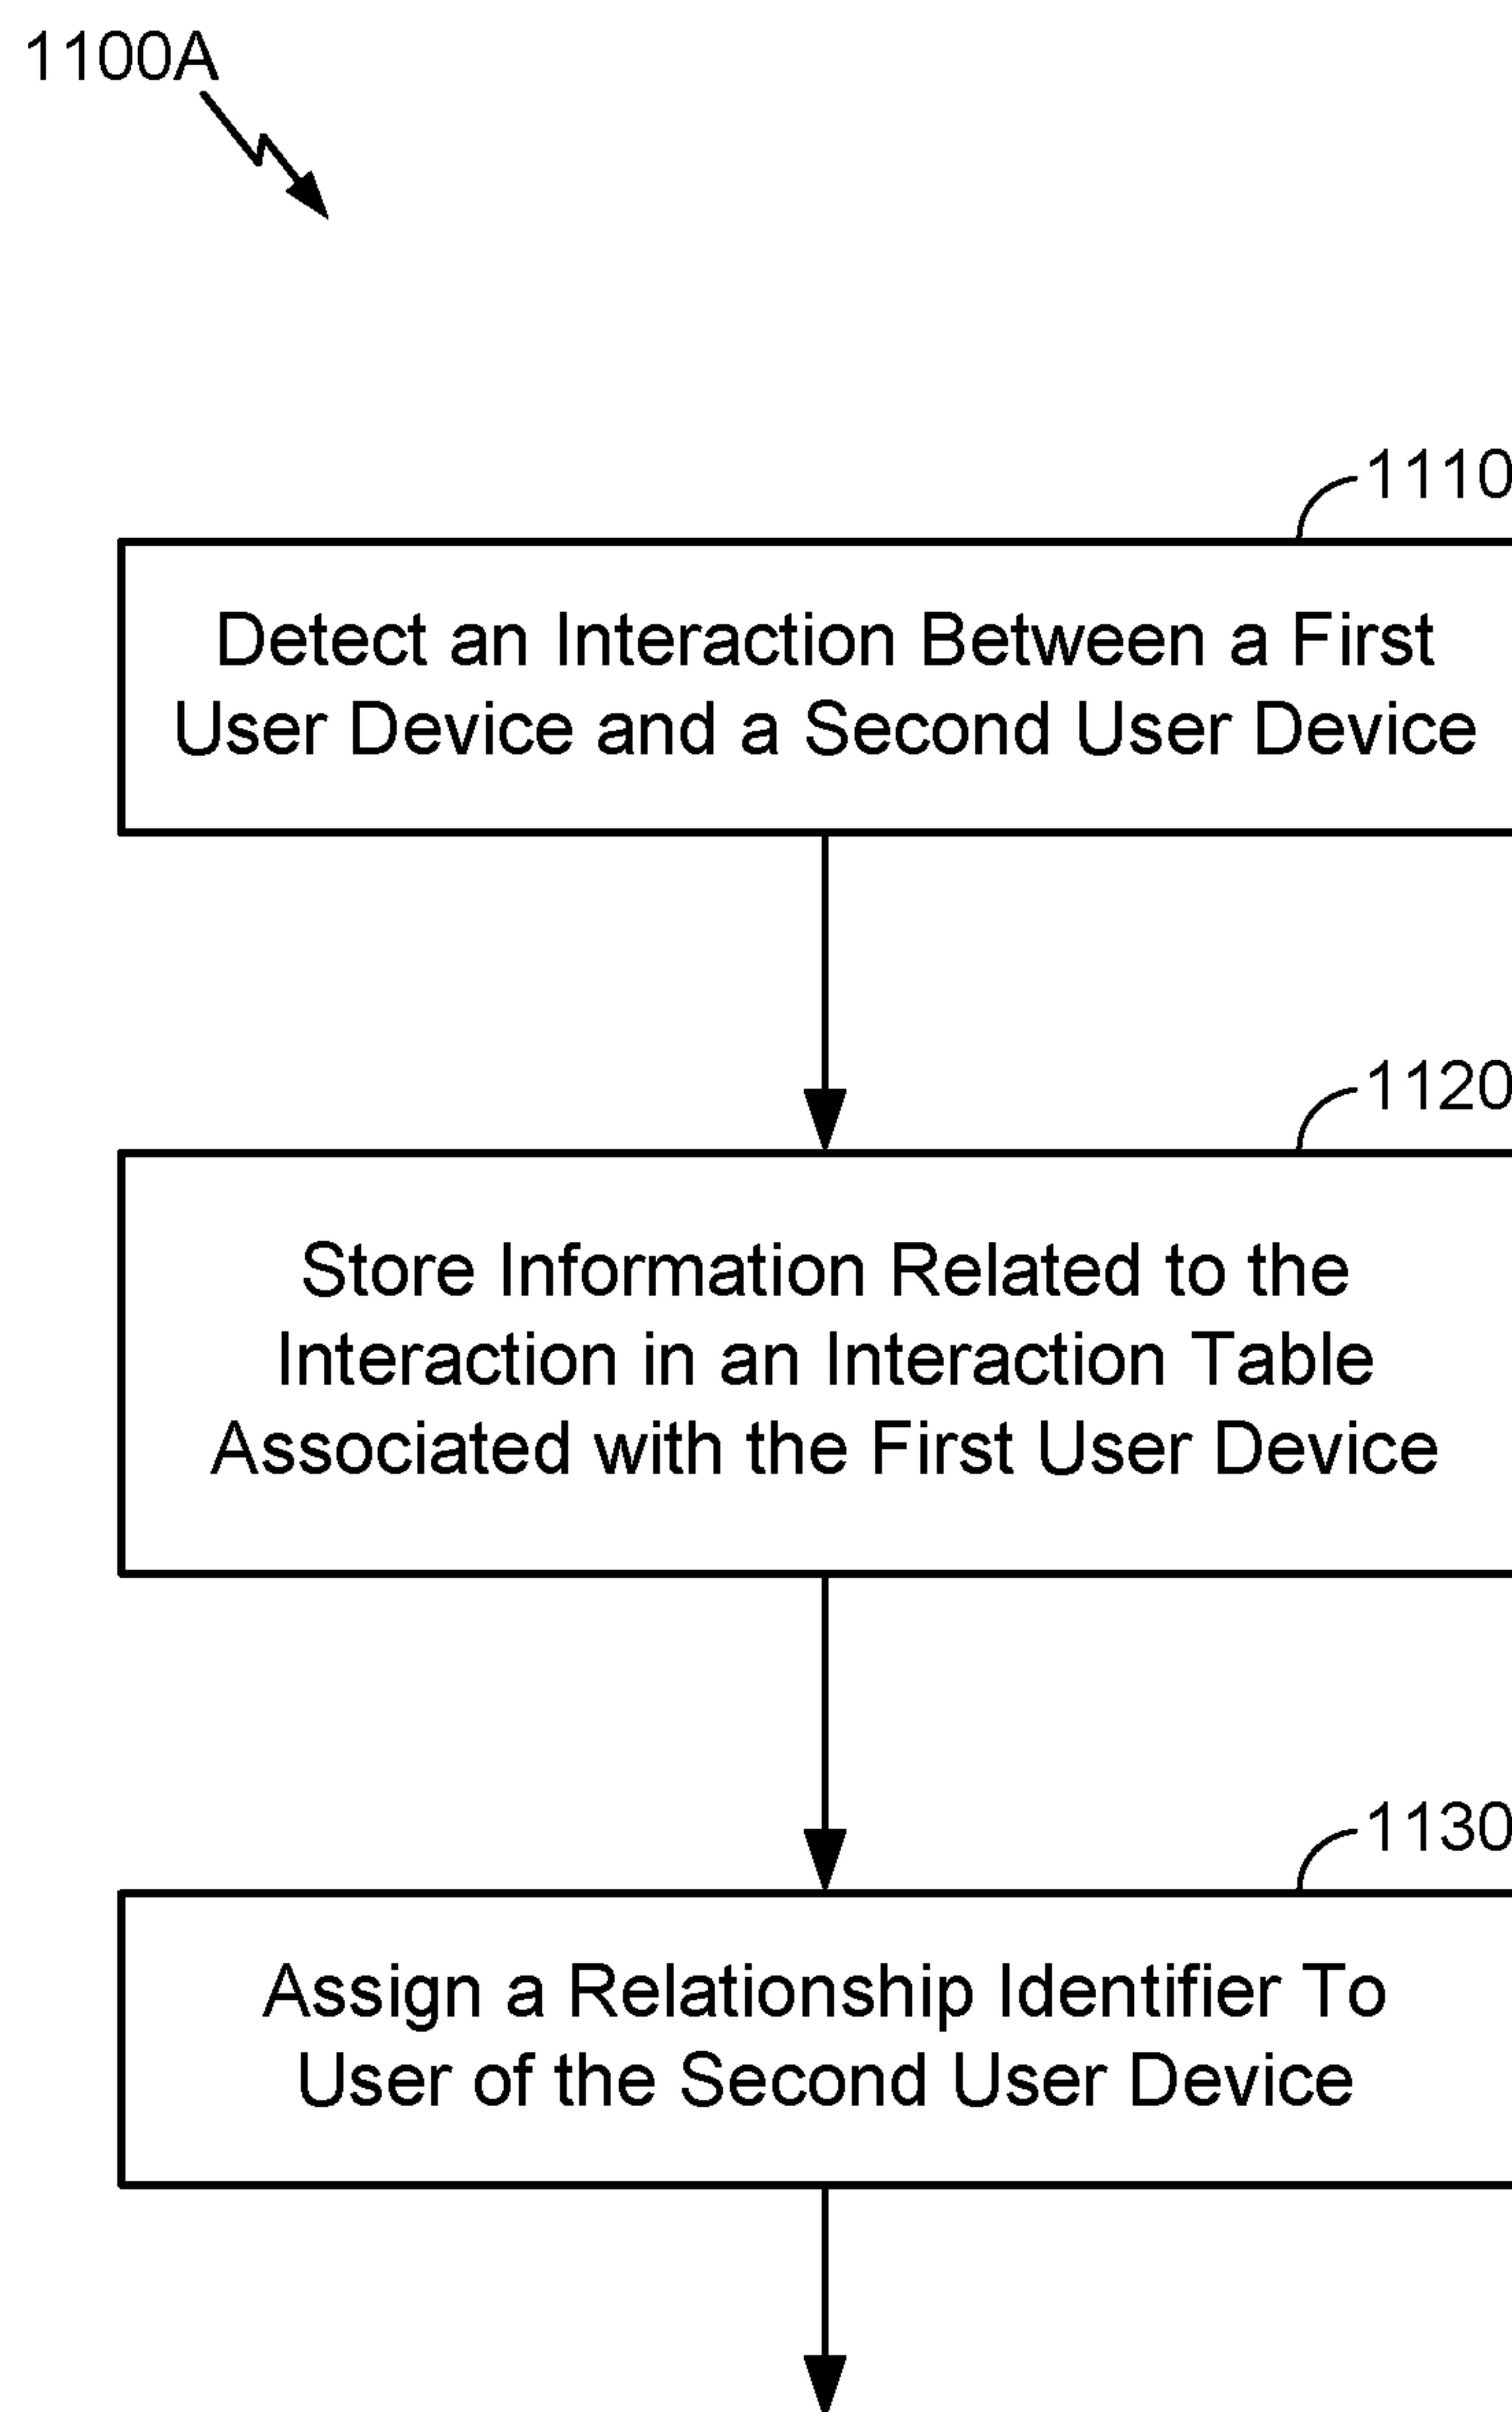 1100A
1110
Detect an Interaction Between a First
User Device and a Second User Device
1120
Store Information Related to the
Interaction in an Interaction Table
Associated with the First User Device
1130
Assign a Relationship Identifier To
User of the Second User Device